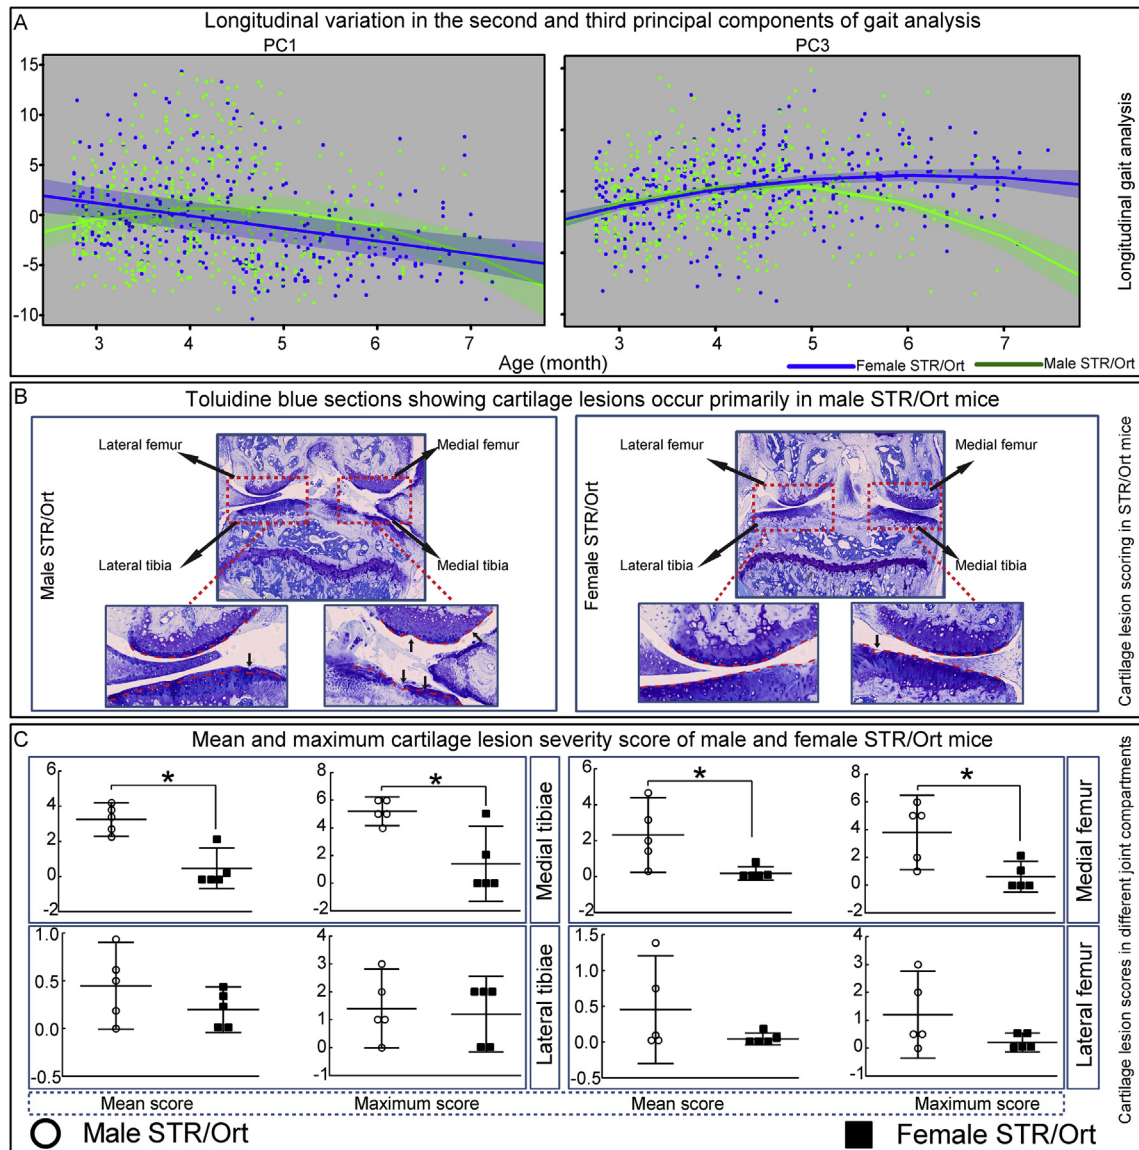 A
Longitudinal variation in the second and third principal components of gait analysis
PC1
PC3
15
10
5
0
-5
-10
3
4
5
6
7
3
4
5
6
7
Age (month)
Female STR/Ort
Male STR/Ort
Longitudinal gait analysis
B
Toluidine blue sections showing cartilage lesions occur primarily in male STR/Ort mice
Male STR/Ort
Lateral femur
Medial femur
Lateral tibia
Medial tibia
Female STR/Ort
Lateral femur
Medial femur
Lateral tibia
Medial tibia
Cartilage lesion scoring in STR/Ort mice
C
Mean and maximum cartilage lesion severity score of male and female STR/Ort mice
6
4
2
0
-2
*
8
6
4
2
0
-2
*
Medial tibiae
6
4
2
0
-2
*
8
6
4
2
0
-2
*
Medial femur
1.0
0.5
0.0
-0.5
4
3
2
1
0
-1
Lateral tibiae
1.5
1.0
0.5
0.0
-0.5
4
3
2
1
0
-1
Lateral femur
Mean score
Maximum score
Mean score
Maximum score
Cartilage lesion scores in different joint compartments
Male STR/Ort
Female STR/Ort